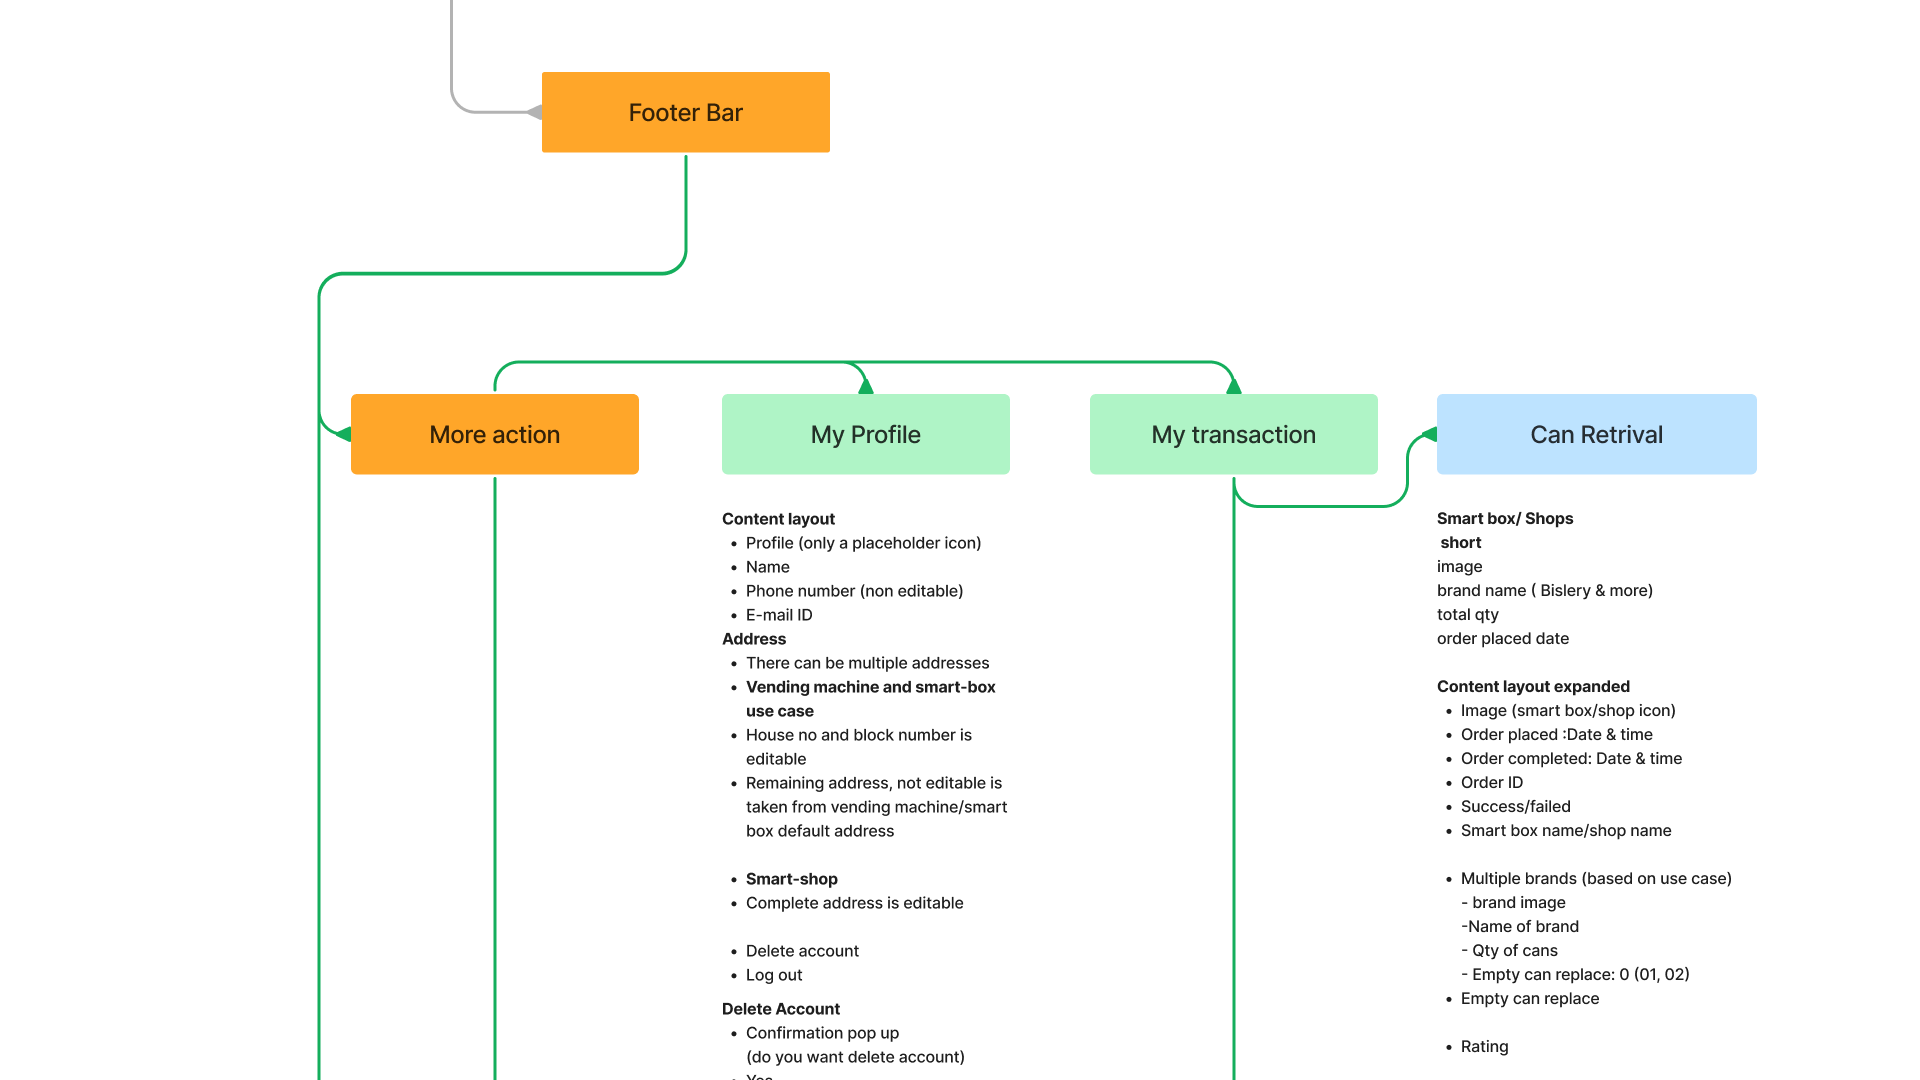 Footer Bar
More action
My Profile
My transaction
Can Retrival
Content layout
• Profile (only a placeholder icon)
• Name
• Phone number (non editable)
• E-mail ID
Address
• There can be multiple addresses
• Vending machine and smart-box
use case
• House no and block number is
editable
• Remaining address, not editable is
taken from vending machine/smart
box default address
• Smart-shop
• Complete address is editable
• Delete account
• Log out
Delete Account
• Confirmation pop up
(do you want delete account)
Smart box/ Shops
short
image
brand name ( Bislery & more)
total qty
order placed date
Content layout expanded
• Image (smart box/shop icon)
• Order placed :Date & time
• Order completed: Date & time
• Order ID
• Success/failed
• Smart box name/shop name
• Multiple brands (based on use case)
- brand image
-Name of brand
- Qty of cans
- Empty can replace: 0 (01, 02)
• Empty can replace
• Rating